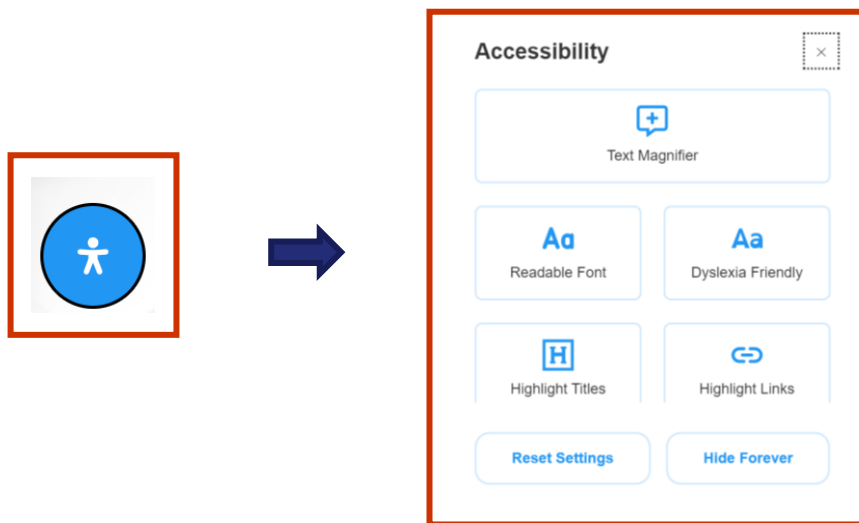 Accessibility
Text Magnifier
Aa Aa
Readable Font Dyslexia Friendly
H
Highlight Titles Highlight Links
Reset Settings Hide Forever